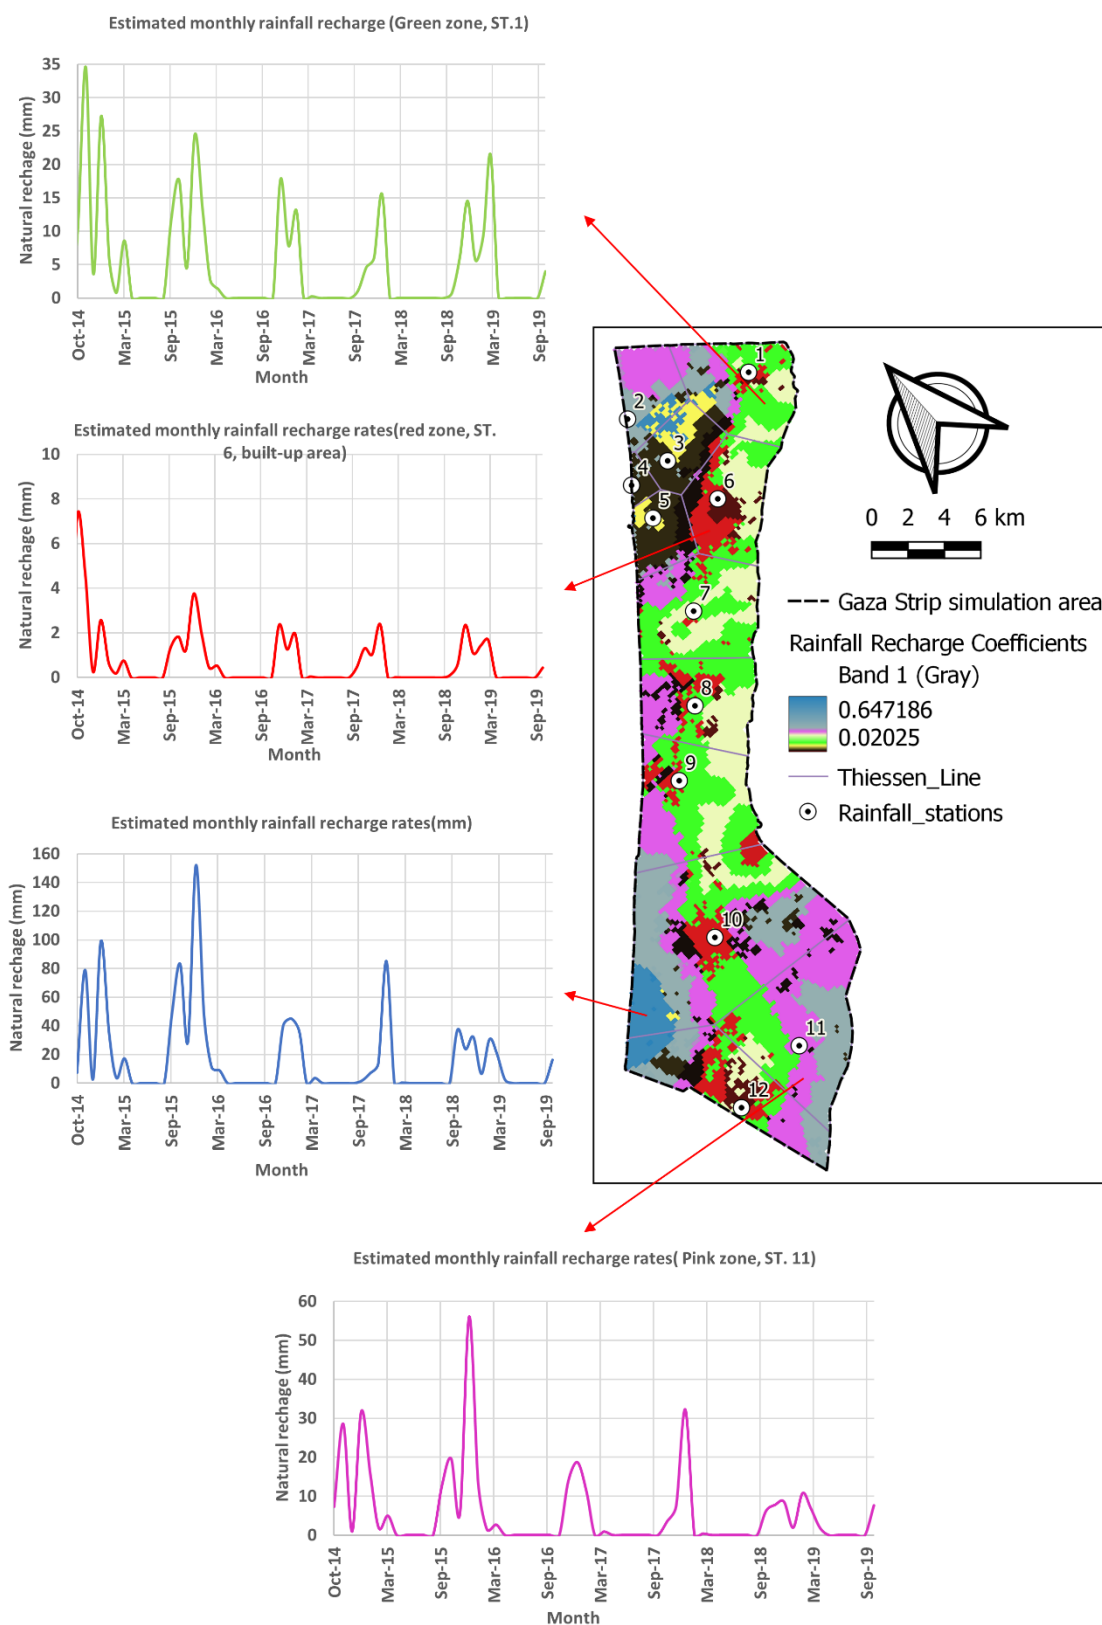 Estimated monthly rainfall recharge (Green zone, ST.1)
Natural rechage (mm)
35
30
25
20
15
10
5
0
Oct-14
Mar-15
Sep-15
Mar-16
Sep-16
Mar-17
Sep-17
Mar-18
Sep-18
Mar-19
Sep-19
Month
Estimated monthly rainfall recharge rates(red zone, ST.
6, built-up area)
Natural rechage (mm)
10
8
6
4
2
0
Oct-14
Mar-15
Sep-15
Mar-16
Sep-16
Mar-17
Sep-17
Mar-18
Sep-18
Mar-19
Sep-19
Month
Estimated monthly rainfall recharge rates(mm)
Natural rechage (mm)
160
140
120
100
80
60
40
20
0
Oct-14
Mar-15
Sep-15
Mar-16
Sep-16
Mar-17
Sep-17
Mar-18
Sep-18
Mar-19
Sep-19
Month
1
2
3
4
5
6
7
8
9
10
11
12
0 2 4 6 km
Gaza Strip simulation area
Rainfall Recharge Coefficients
Band 1 (Gray)
0.647186
0.02025
Thiessen_Line
Rainfall_stations
Estimated monthly rainfall recharge rates( Pink zone, ST. 11)
Natural rechage (mm)
60
50
40
30
20
10
0
Oct-14
Mar-15
Sep-15
Mar-16
Sep-16
Mar-17
Sep-17
Mar-18
Sep-18
Mar-19
Sep-19
Month